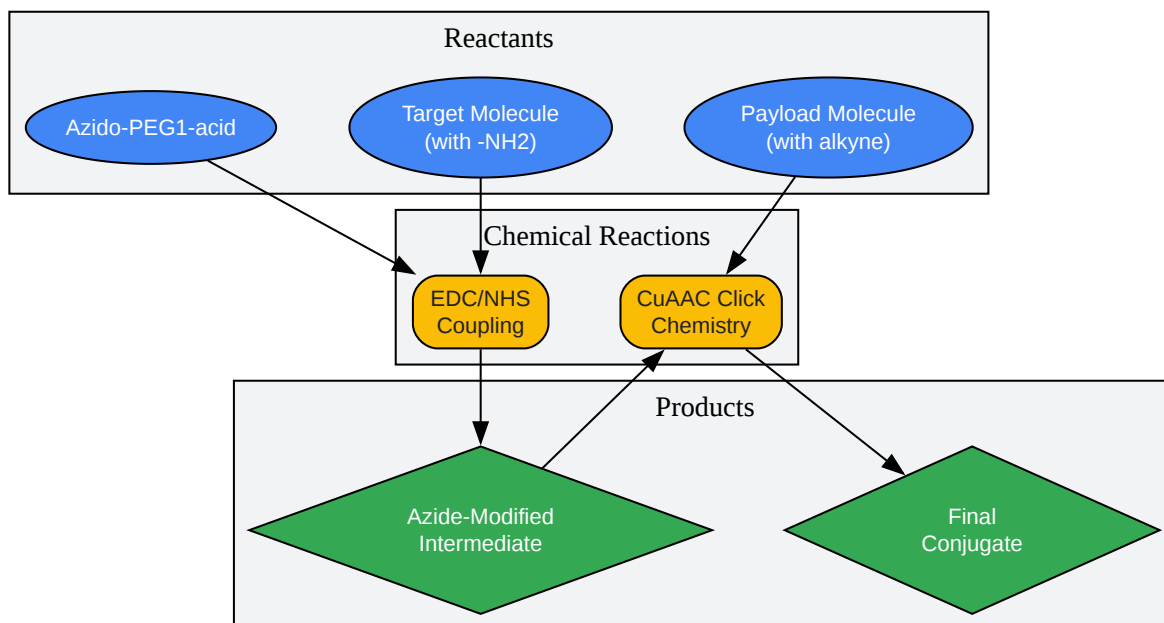 Reactants
Azido-PEG1-acid
Target Molecule
(with -NH2)
Payload Molecule
(with alkyne)
Chemical Reactions
EDC/NHS
Coupling
CuAAC Click
Chemistry
Products
Azide-Modified
Intermediate
Final
Conjugate